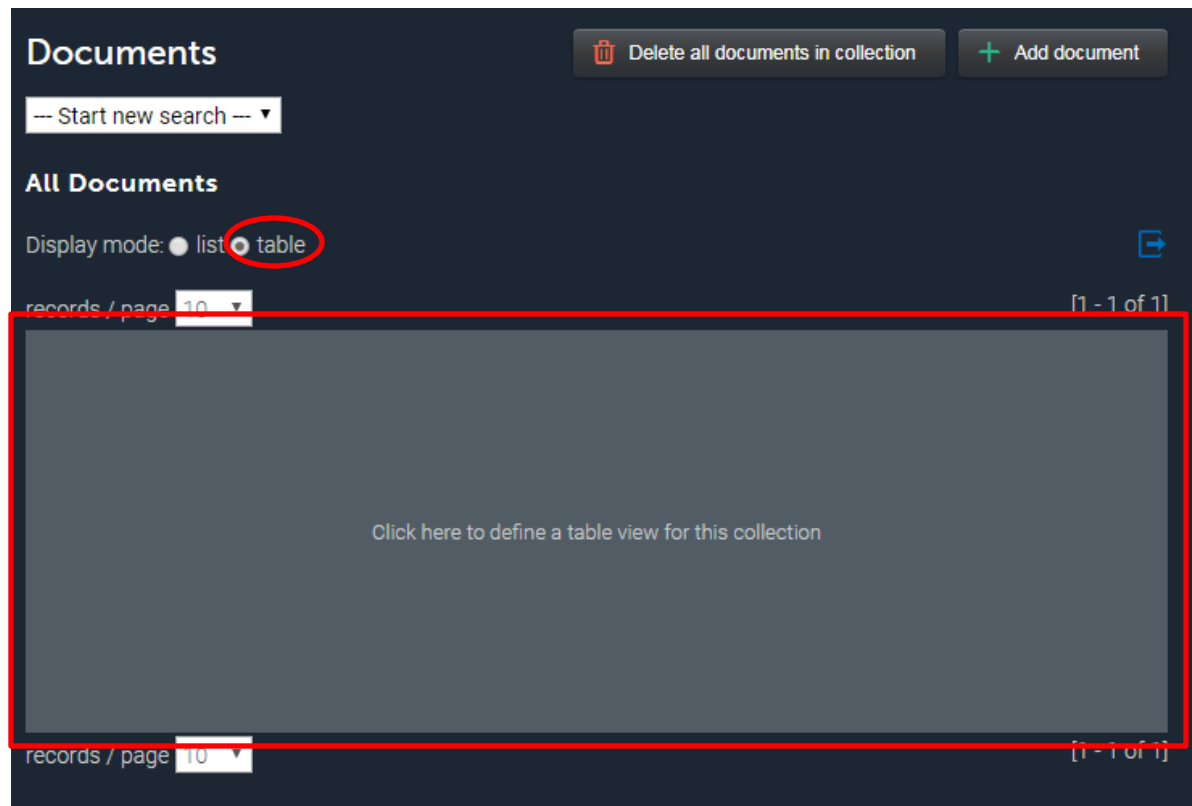 Documents
Delete all documents in collection
Add document
--- Start new search ---
All Documents
Display mode: list table
records / page 10
[1 - 1 of 1]
Click here to define a table view for this collection
records / page 10
[1 - 1 of 1]